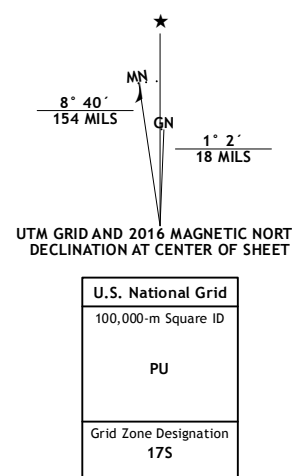 ★
MN
8° 40´
154 MILS
GN
1° 2´
18 MILS
UTM GRID AND 2016 MAGNETIC NORT
DECLINATION AT CENTER OF SHEET
U.S. National Grid
100,000-m Square ID
PU
Grid Zone Designation
17S